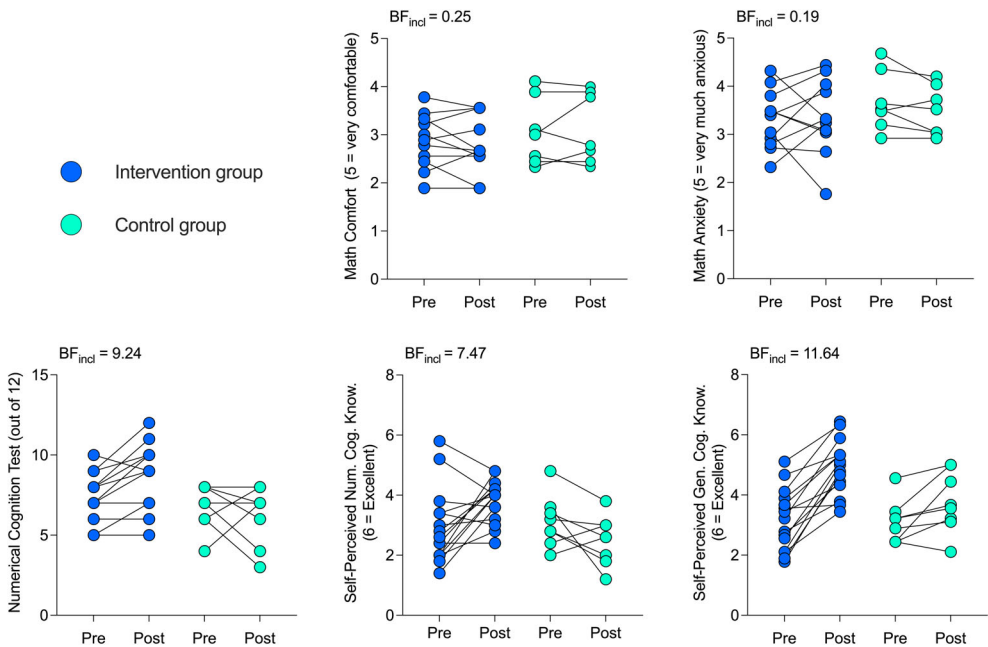 BFincl = 0.25
Math Comfort (5 = very comfortable)
5
4
3
2
1
0
Pre
Post
Pre
Post
BFincl = 0.19
Math Anxiety (5 = very much anxious)
5
4
3
2
1
0
Pre
Post
Pre
Post
Intervention group
Control group
BFincl = 9.24
Numerical Cognition Test (out of 12)
15
10
5
0
Pre
Post
Pre
Post
BFincl = 7.47
Self-Perceived Num. Cog. Know.
(6 = Excellent)
8
6
4
2
0
Pre
Post
Pre
Post
BFincl = 11.64
Self-Perceived Gen. Cog. Know.
(6 = Excellent)
8
6
4
2
0
Pre
Post
Pre
Post